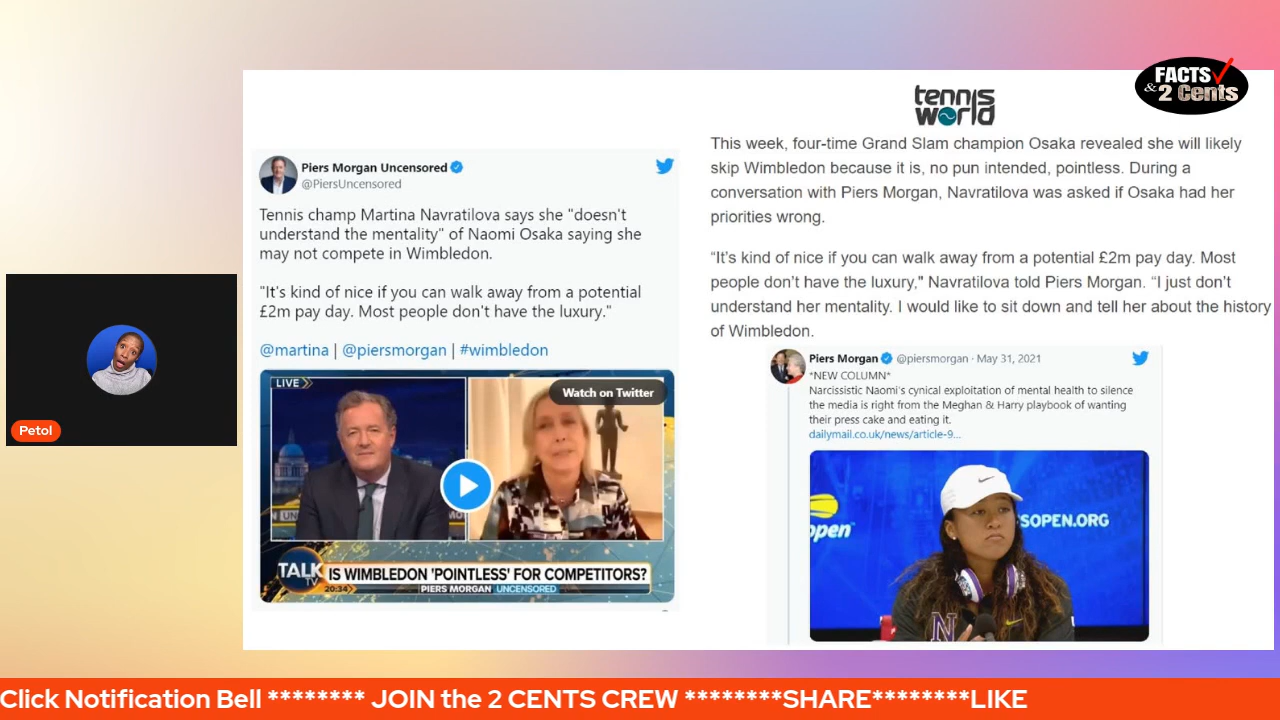 FACTS
& 2 Cents
tennis
world
This week, four-time Grand Slam champion Osaka revealed she will likely
skip Wimbledon because it is, no pun intended, pointless. During a
conversation with Piers Morgan, Navratilova was asked if Osaka had her
priorities wrong.
“It’s kind of nice if you can walk away from a potential £2m pay day. Most
people don’t have the luxury," Navratilova told Piers Morgan. “I just don’t
understand her mentality. I would like to sit down and tell her about the history
of Wimbledon.
Piers Morgan Uncensored
@PiersUncensored
Tennis champ Martina Navratilova says she "doesn't
understand the mentality" of Naomi Osaka saying she
may not compete in Wimbledon.
"It's kind of nice if you can walk away from a potential
£2m pay day. Most people don't have the luxury."
@martina | @piersmorgan | #wimbledon
LIVE
Watch on Twitter
TALK
TV
20:34
IS WIMBLEDON 'POINTLESS' FOR COMPETITORS?
PIERS MORGAN UNCENSORED
Piers Morgan @piersmorgan · May 31, 2021
*NEW COLUMN*
Narcissistic Naomi's cynical exploitation of mental health to silence
the media is right from the Meghan & Harry playbook of wanting
their press cake and eating it.
dailymail.co.uk/news/article-9...
open
SOPEN.ORG
N
Petol
Click Notification Bell ******** JOIN the 2 CENTS CREW ********SHARE********LIKE